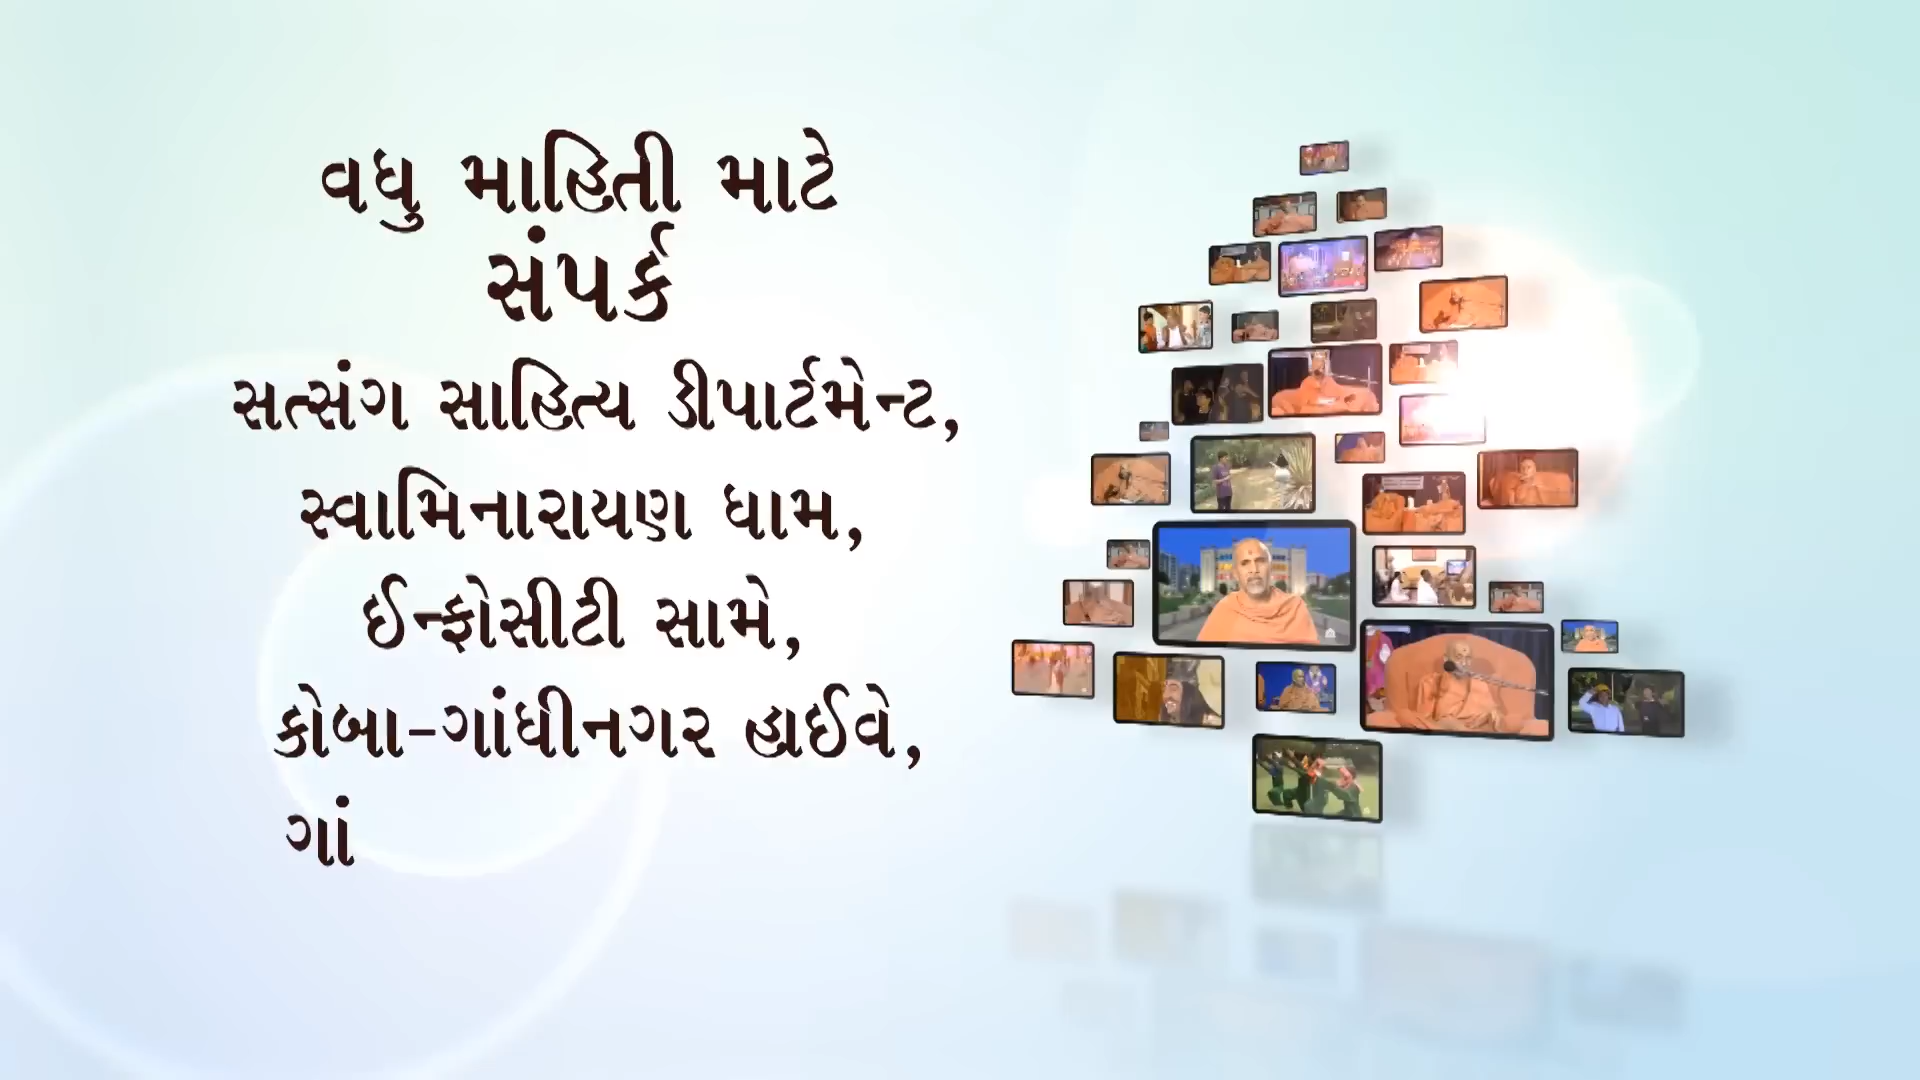 વધુ માહિતી માટે
સંપર્ક
સત્સંગ સાહિત્ય ડીપાર્ટમેન્ટ,
સ્વામિનારાયણ ધામ,
ઈન્ફોસીટી સામે,
કોબા-ગાંધીનગર હાઈવે,
ગાં